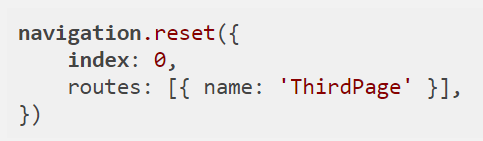 navigation.reset({
    index: 0,
    routes: [{ name: 'ThirdPage' }],
})